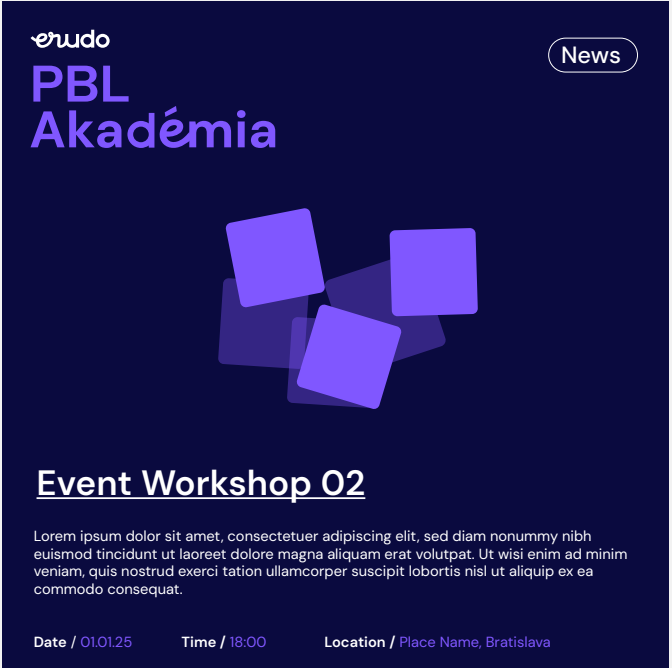 erudo
News
PBL
Akadémia
Event Workshop 02
Lorem ipsum dolor sit amet, consectetuer adipiscing elit, sed diam nonummy nibh
euismod tincidunt ut laoreet dolore magna aliquam erat volutpat. Ut wisi enim ad minim
veniam, quis nostrud exerci tation ullamcorper suscipit lobortis nisl ut aliquip ex ea
commodo consequat.
Date / 01.01.25 Time / 18:00 Location / Place Name, Bratislava